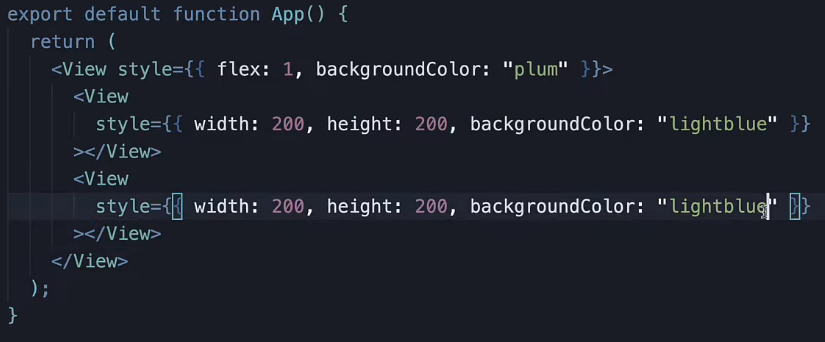 export default function App() {
return (
<View style={{ flex: 1, backgroundColor: "plum" }}>
<View
style={{ width: 200, height: 200, backgroundColor: "lightblue" }}
></View>
<View
style={{ width: 200, height: 200, backgroundColor: "lightblue" }}
></View>
</View>
);
}